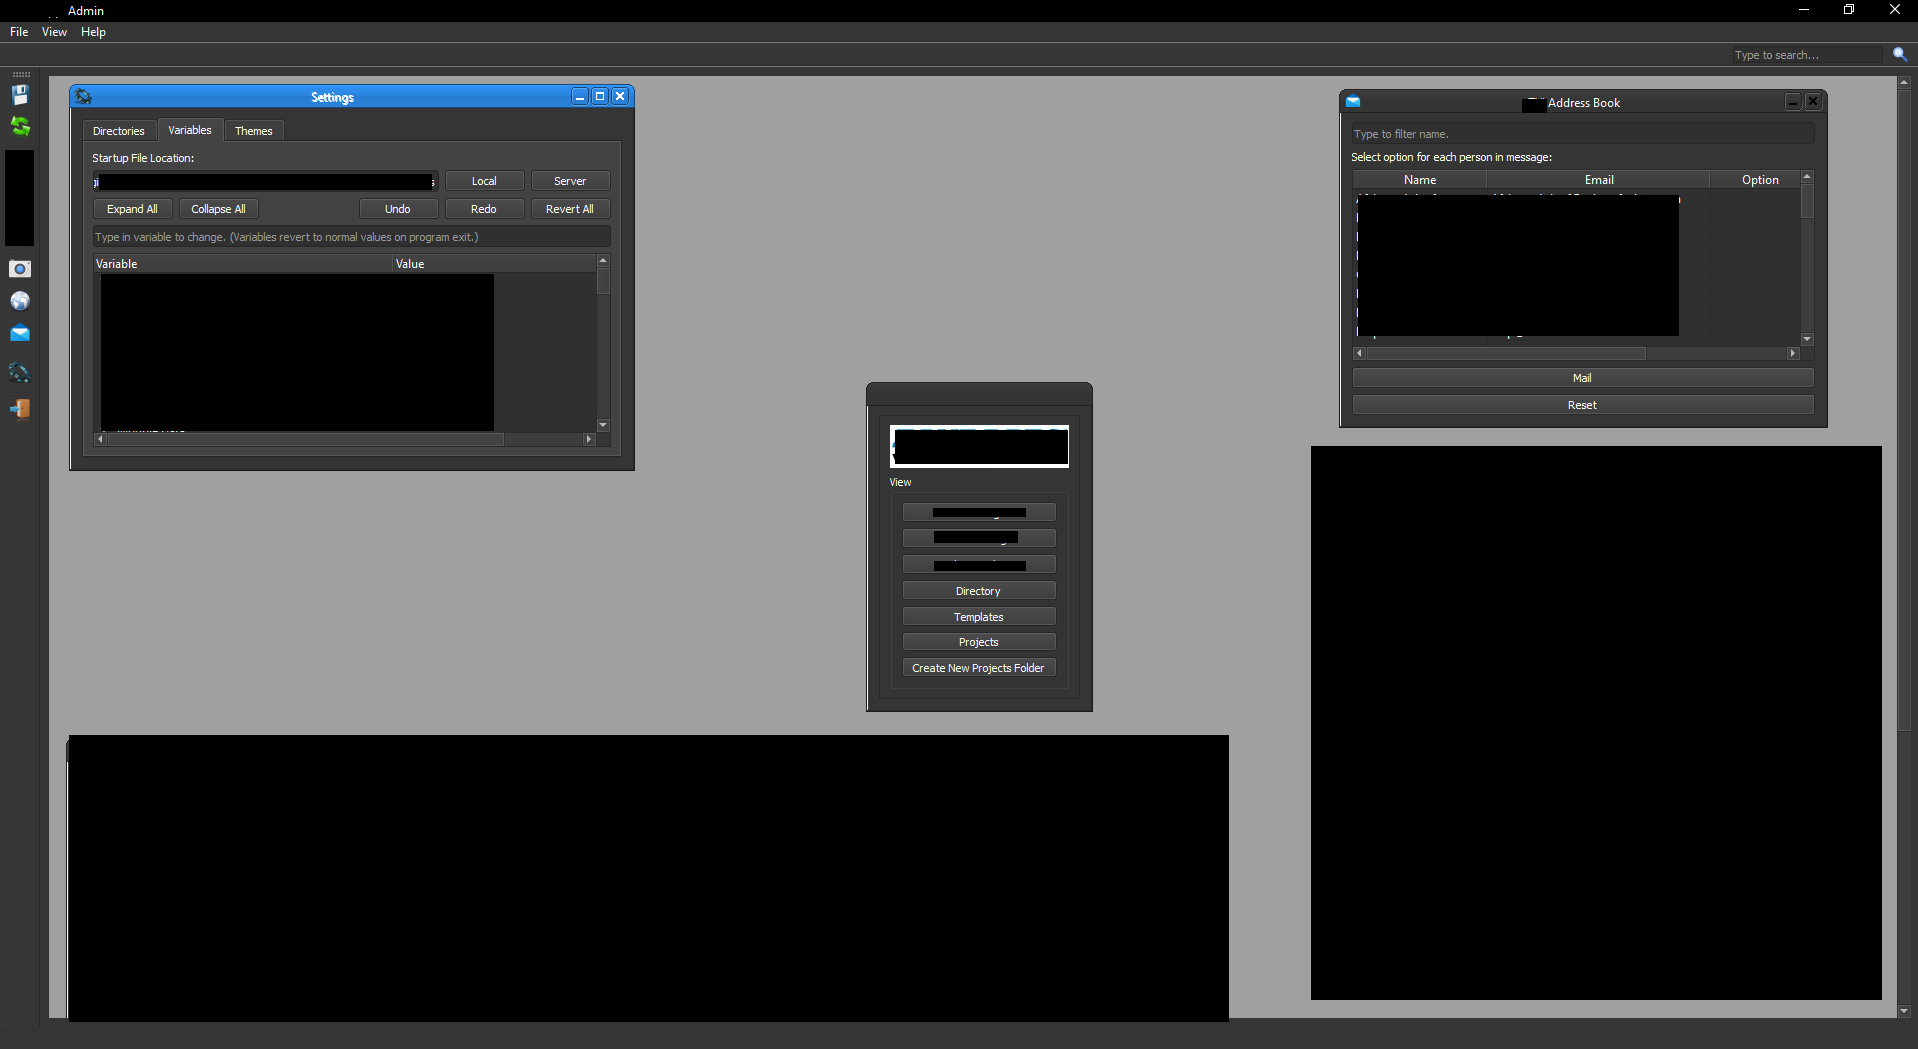 Admin
File View Help
Type to search...
Settings
Directories Variables Themes
Startup File Location:
Local Server
Expand All Collapse All Undo Redo Revert All
Type in variable to change. (Variables revert to normal values on program exit.)
Variable Value
Address Book
Type to filter name.
Select option for each person in message:
Name Email Option
Mail
Reset
View
Directory
Templates
Projects
Create New Projects Folder